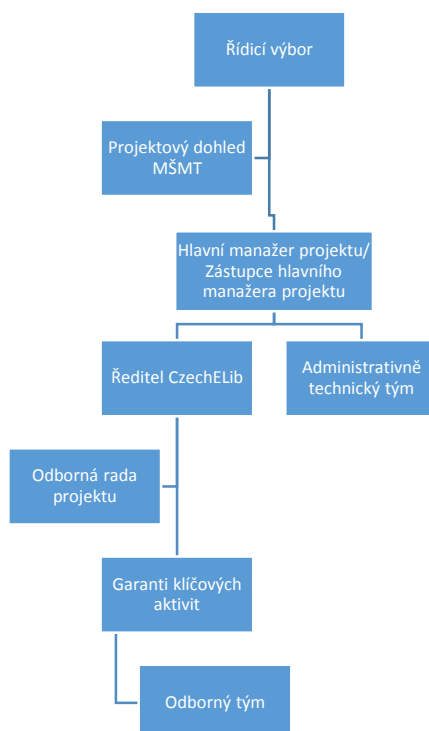 Řídicí výbor
Projektový dohled
MŠMT
Hlavní manažer projektu/
Zástupce hlavního
manažera projektu
Ředitel CzechELib
Administrativně
technický tým
Odborná rada
projektu
Garanti klíčových
aktivit
Odborný tým